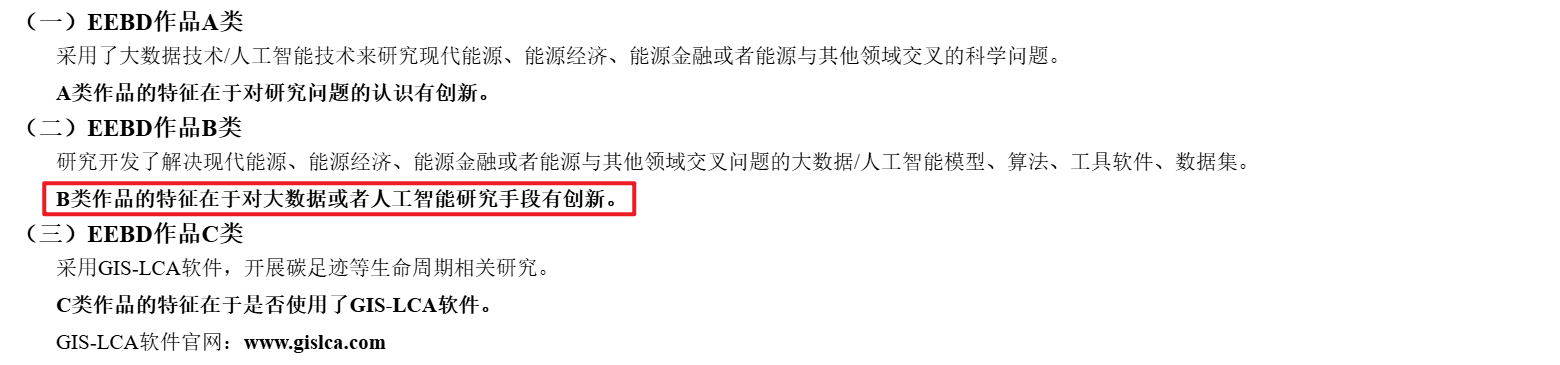 （一）EEBD作品A类
采用了大数据技术/人工智能技术来研究现代能源、能源经济、能源金融或者能源与其他领域交叉的科学问题。
A类作品的特征在于对研究问题的认识有创新。
（二）EEBD作品B类
研究开发了解决现代能源、能源经济、能源金融或者能源与其他领域交叉问题的大数据/人工智能模型、算法、工具软件、数据集。
B类作品的特征在于对大数据或者人工智能研究手段有创新。
（三）EEBD作品C类
采用GIS-LCA软件，开展碳足迹等生命周期相关研究。
C类作品的特征在于是否使用了GIS-LCA软件。
GIS-LCA软件官网：www.gislca.com